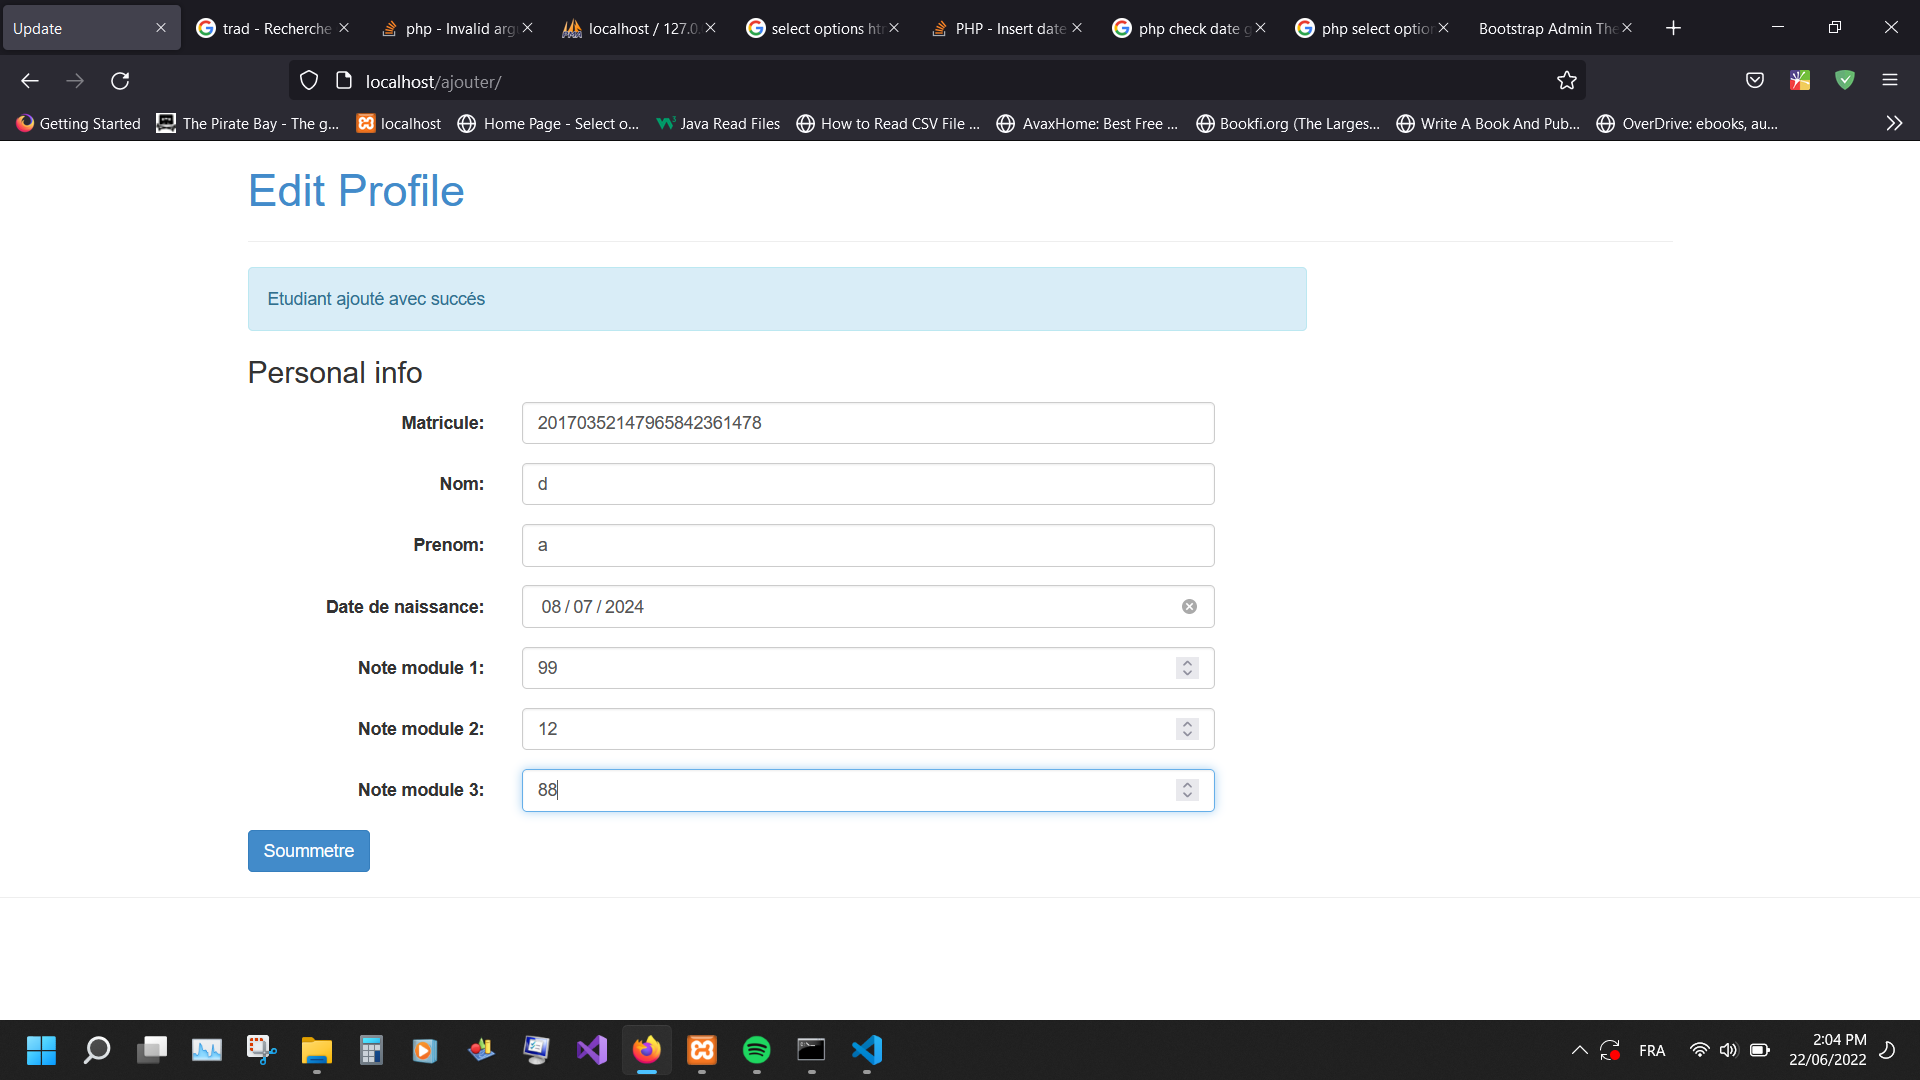 Update
trad - Recherche
php - Invalid arg
localhost / 127.0.
select options ht
PHP - Insert date
php check date g
php select option
Bootstrap Admin The
localhost/ajouter/
Getting Started
The Pirate Bay - The g...
localhost
Home Page - Select o...
Java Read Files
How to Read CSV File ...
AvaxHome: Best Free ...
Bookfi.org (The Larges...
Write A Book And Pub...
OverDrive: ebooks, au...
Edit Profile
Etudiant ajouté avec succés
Personal info
Matricule: 20170352147965842361478
Nom: d
Prenom: a
Date de naissance: 08 / 07 / 2024
Note module 1: 99
Note module 2: 12
Note module 3: 88
Soummetre
FRA
2:04 PM
22/06/2022